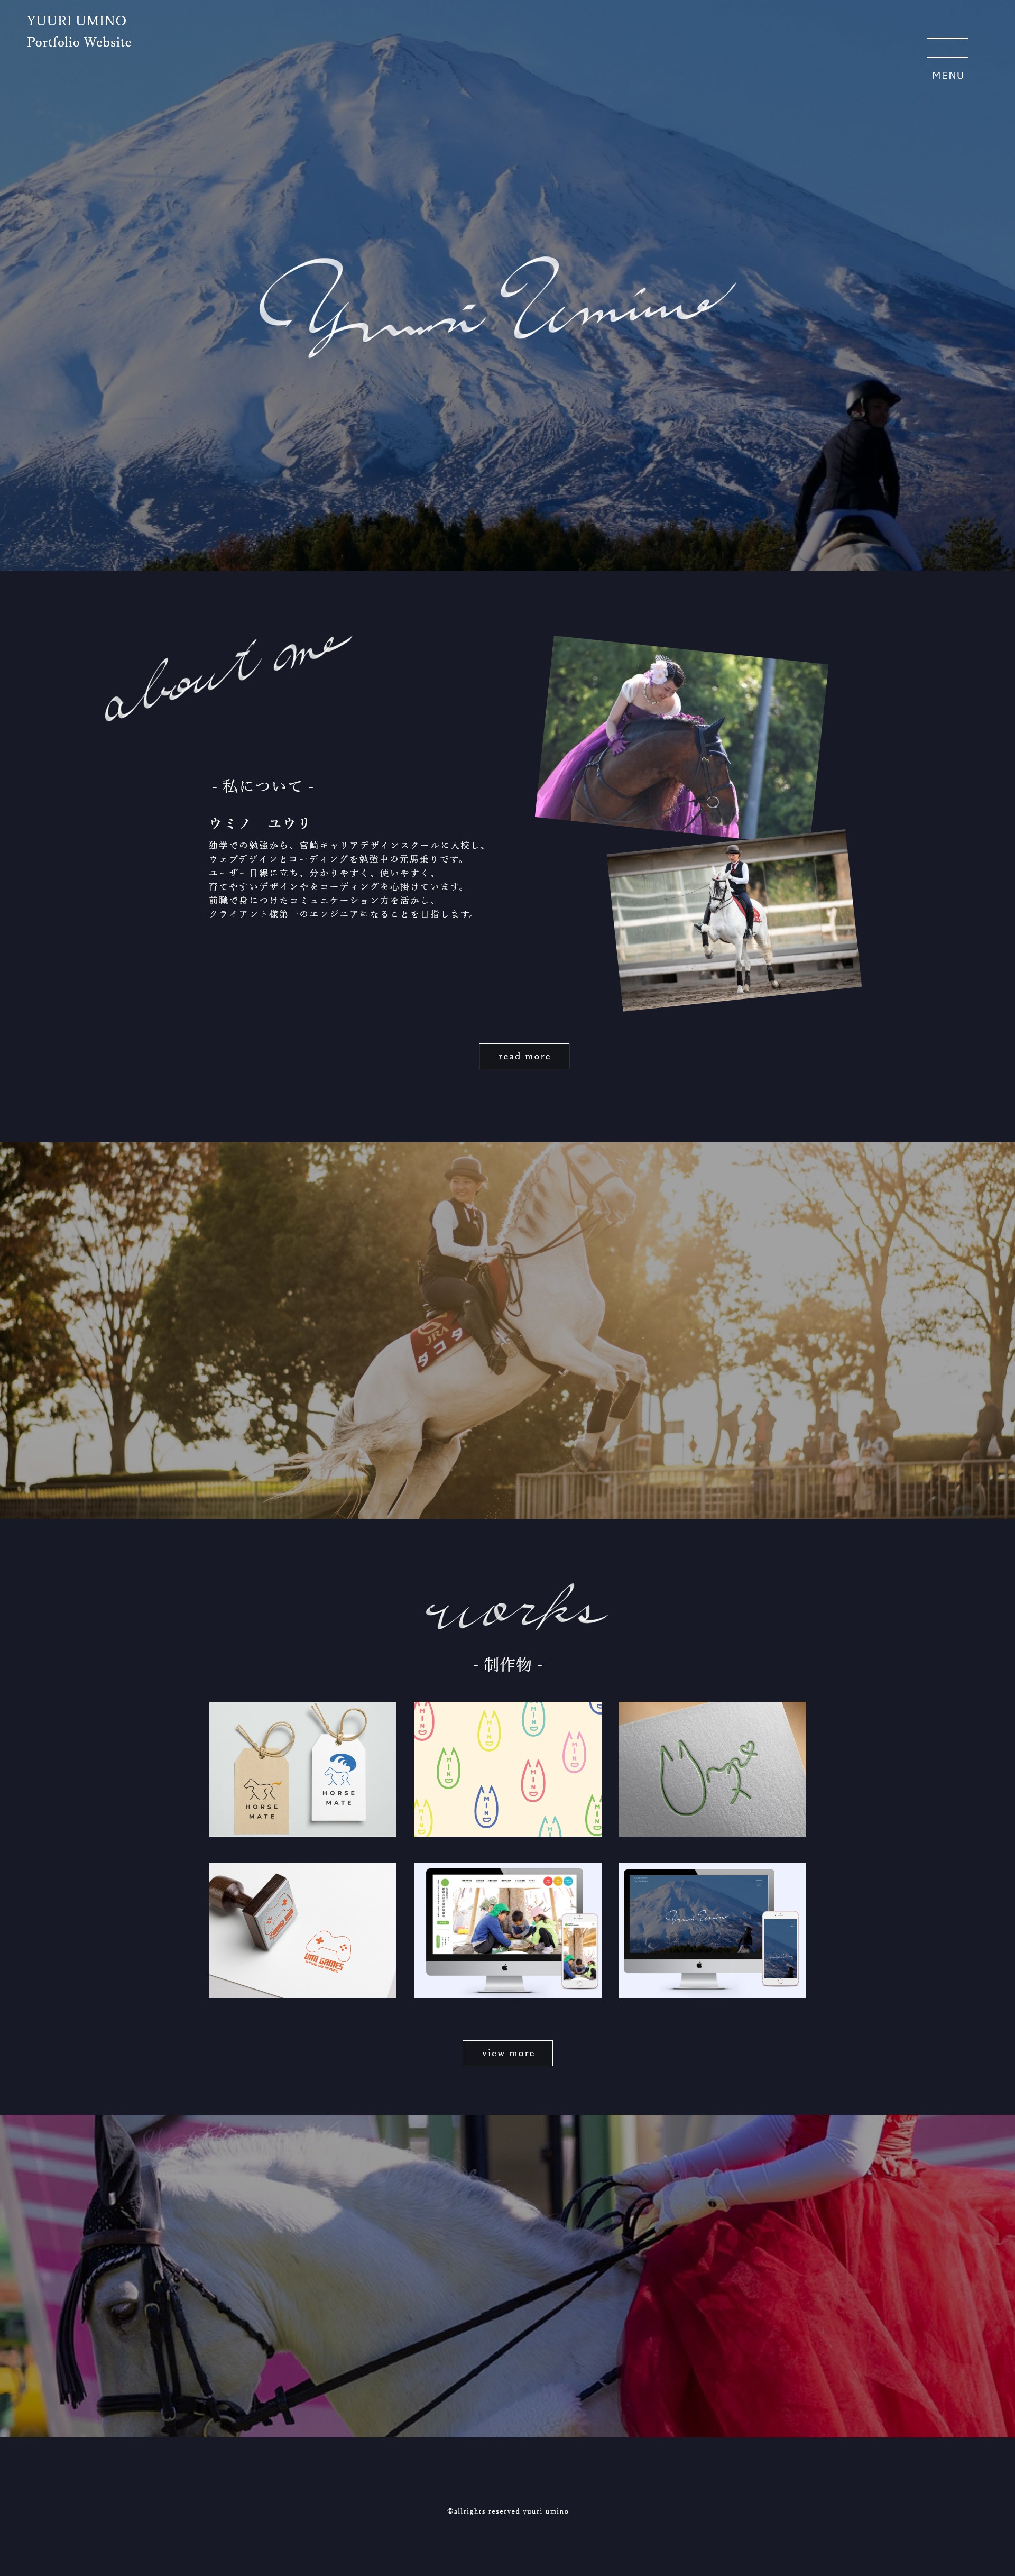 YUURI UMINO
Portfolio Website
MENU
Yuuri Umino
about me
- 私について -
ウミノ　ユウリ
独学での勉強から、宮崎キャリアデザインスクールに入校し、
ウェブデザインとコーディングを勉強中の元馬乗りです。
ユーザー目線に立ち、分かりやすく、使いやすく、
育てやすいデザインやをコーディングを心掛けています。
前職で身につけたコミュニケーション力を活かし、
クライアント様第一のエンジニアになることを目指します。
read more
JRA
ダコタ
works
- 制作物 -
HORSE
MATE
HORSE
MATE
UMI GAMES
Yuuri Umino
view more
©allrights reserved yuuri umino